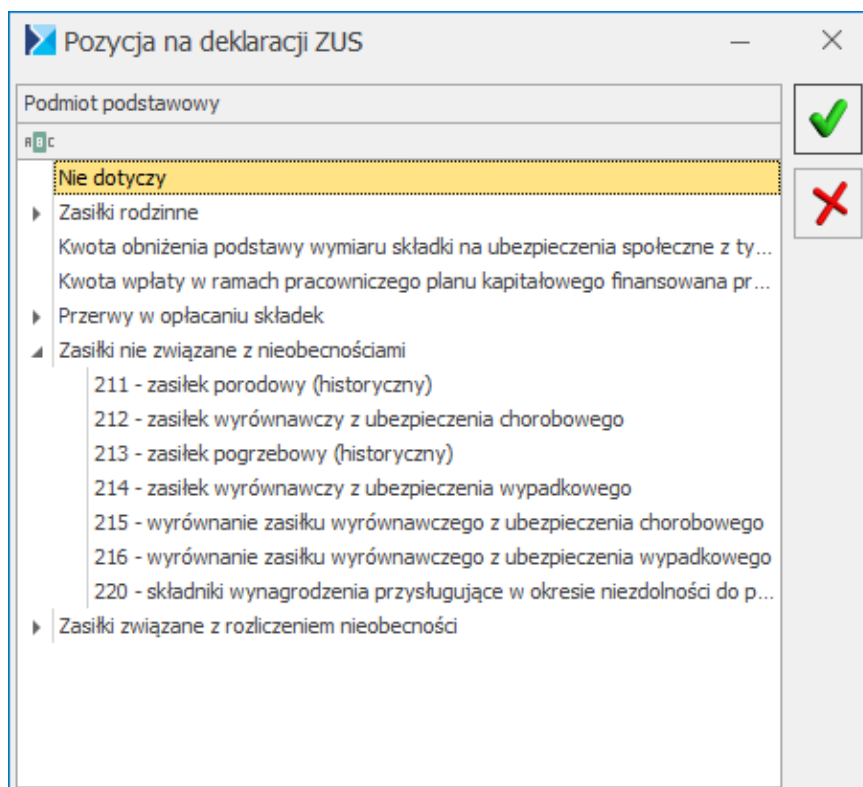 Pozycja na deklaracji ZUS
Podmiot podstawowy
ABC
Nie dotyczy
Zasiłki rodzinne
Kwota obniżenia podstawy wymiaru składki na ubezpieczenia społeczne z ty...
Kwota wpłaty w ramach pracowniczego planu kapitałowego finansowana pr...
Przerwy w opłacaniu składek
Zasiłki nie związane z nieobecnościami
211 - zasiłek porodowy (historyczny)
212 - zasiłek wyrównawczy z ubezpieczenia chorobowego
213 - zasiłek pogrzebowy (historyczny)
214 - zasiłek wyrównawczy z ubezpieczenia wypadkowego
215 - wyrównanie zasiłku wyrównawczego z ubezpieczenia chorobowego
216 - wyrównanie zasiłku wyrównawczego z ubezpieczenia wypadkowego
220 - składniki wynagrodzenia przysługujące w okresie niezdolności do p...
Zasiłki związane z rozliczeniem nieobecności